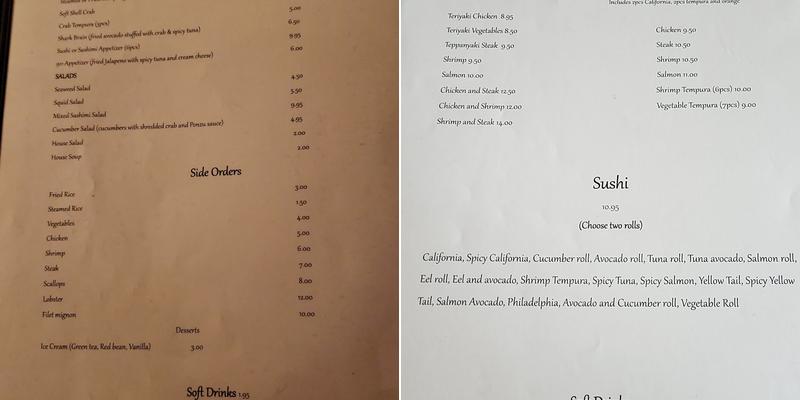 Soft Shell Crab
Crab Tempura (3pcs) 5.00
Shark Brain (fried avocado stuffed with crab & spicy tuna) 6.50
Sushi or Sashimi Appetizer (6pcs)
911 Appetizer (fried Jalapeno with spicy tuna and cream cheese) 6.00
SALADS
Seaweed Salad 4.50
Squid Salad 5.50
Mixed Sashimi Salad 9.95
Cucumber Salad (cucumbers with shredded crab and Ponzu sauce) 4.95
House Salad 2.00
House Soup 2.00
Side Orders
Fried Rice 3.00
Steamed Rice 1.50
Vegetables 4.00
Chicken 5.00
Shrimp 6.00
Steak 7.00
Scallops 8.00
Lobster 12.00
Filet mignon 10.00
Desserts
Ice Cream (Green tea, Red bean, Vanilla) 3.00
Soft Drinks 1.95
Includes 2pcs California, 2pcs tempura and orange
Teriyaki Chicken 8.95
Teriyaki Vegetables 8.50
Teppanyaki Steak 9.50
Shrimp 9.50
Salmon 10.00
Chicken and Steak 12.50
Chicken and Shrimp 12.00
Shrimp and Steak 14.00
Chicken 9.50
Steak 10.50
Shrimp 10.50
Salmon 11.00
Shrimp Tempura (6pcs) 10.00
Vegetable Tempura (7pcs) 9.00
Sushi
10.95
(Choose two rolls)
California, Spicy California, Cucumber roll, Avocado roll, Tuna roll, Tuna avocado, Salmon roll,
Eel roll, Eel and avocado, Shrimp Tempura, Spicy Tuna, Spicy Salmon, Yellow Tail, Spicy Yellow
Tail, Salmon Avocado, Philadelphia, Avocado and Cucumber roll, Vegetable Roll